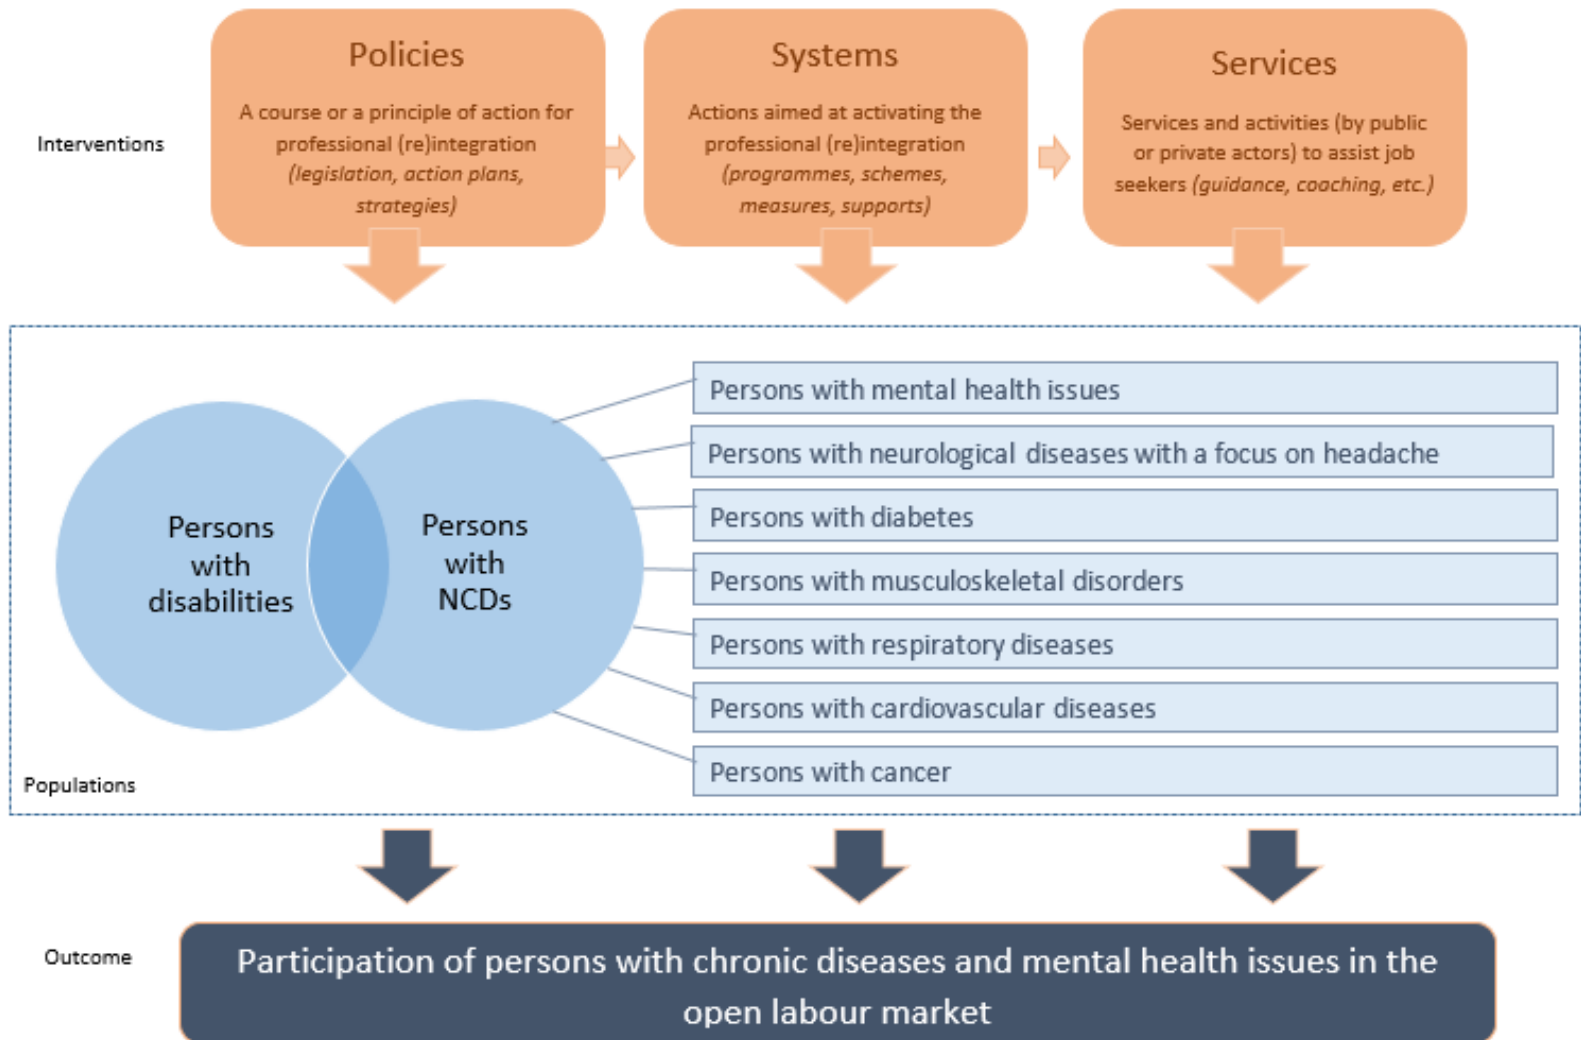 Interventions
Policies
A course or a principle of action for
professional (re)integration
(legislation, action plans,
strategies)
Systems
Actions aimed at activating the
professional (re)integration
(programmes, schemes,
measures, supports)
Services
Services and activities (by public
or private actors) to assist job
seekers (guidance, coaching, etc.)
Persons
with
disabilities
Persons
with
NCDs
Persons with mental health issues
Persons with neurological diseases with a focus on headache
Persons with diabetes
Persons with musculoskeletal disorders
Persons with respiratory diseases
Persons with cardiovascular diseases
Persons with cancer
Populations
Outcome
Participation of persons with chronic diseases and mental health issues in the
open labour market